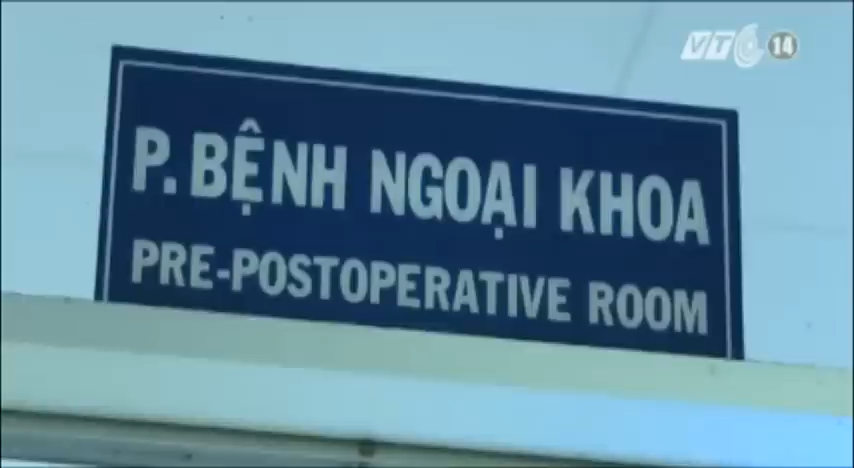 VTC 14
P. BỆNH NGOẠI KHOA
PRE-POSTOPERATIVE ROOM